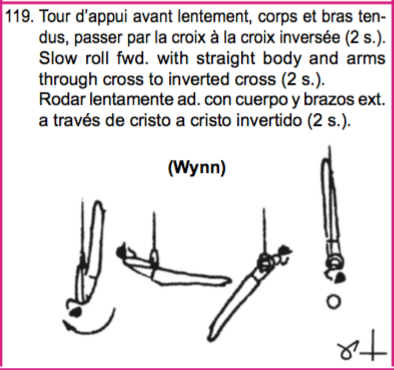 119. Tour d'appui avant lentement, corps et bras ten-
dus, passer par la croix à la croix inversée (2 s.).
Slow roll fwd. with straight body and arms
through cross to inverted cross (2 s.).
Rodar lentamente ad. con cuerpo y brazos ext.
a través de cristo a cristo invertido (2 s.).
(Wynn)